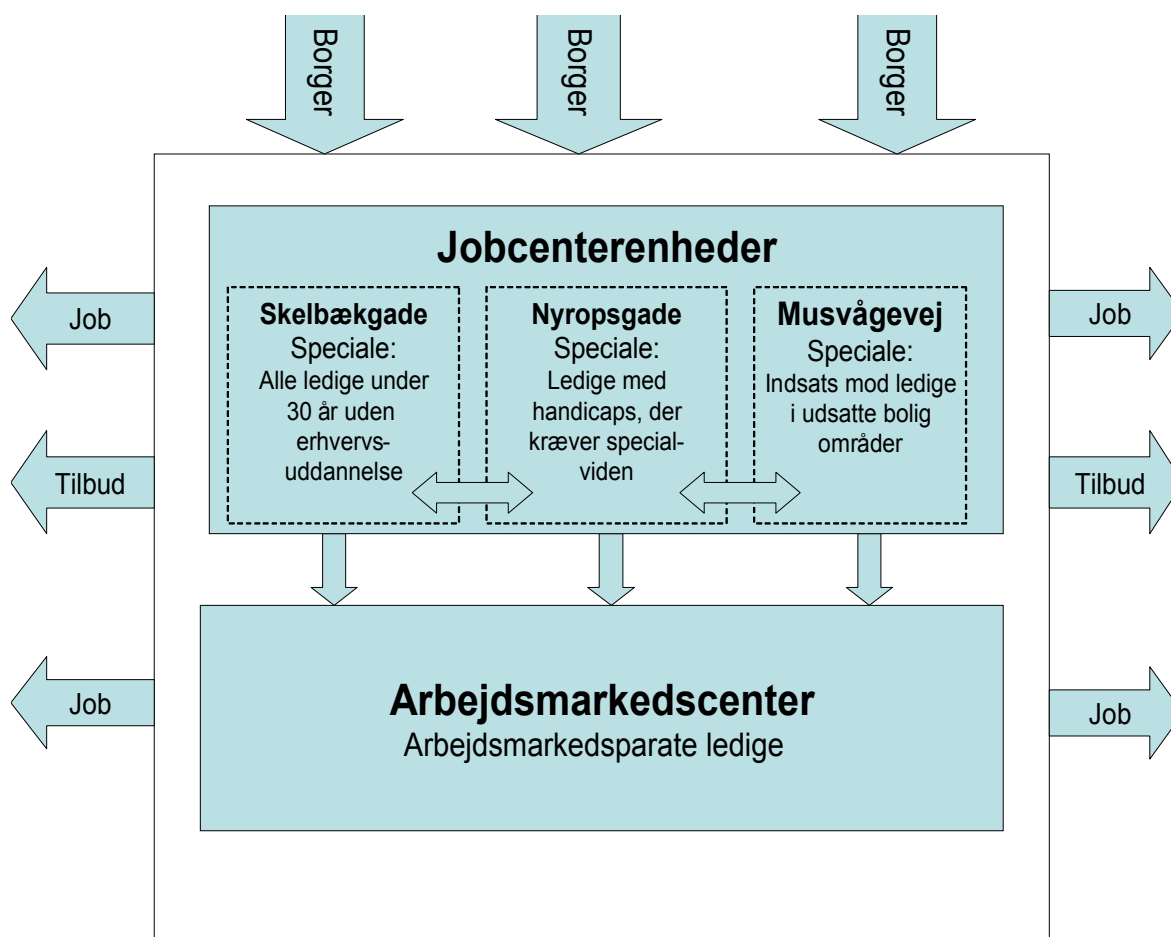 Borger
Borger
Borger
Jobcenterenheder
Skelbækgade
Speciale:
Alle ledige under
30 år uden
erhvervs-
uddannelse
Nyropsgade
Speciale:
Ledige med
handicaps, der
kræver special-
viden
Musvågevej
Speciale:
Indsats mod ledige
i udsatte bolig
områder
Job
Job
Tilbud
Tilbud
Arbejdsmarkedscenter
Arbejdsmarkedsparate ledige
Job
Job